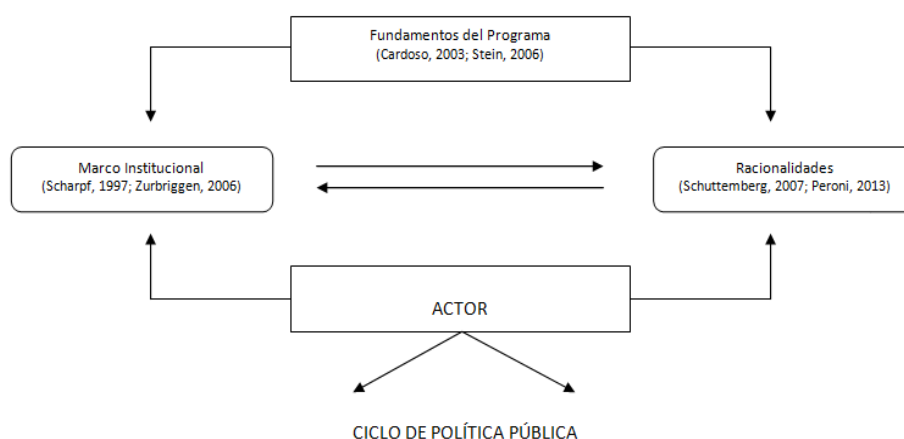 Fundamentos del Programa
(Cardoso, 2003; Stein, 2006)
Marco Institucional
(Scharpf, 1997; Zurbriggen, 2006)
Racionalidades
(Schuttemberg, 2007; Peroni, 2013)
ACTOR
CICLO DE POLÍTICA PÚBLICA